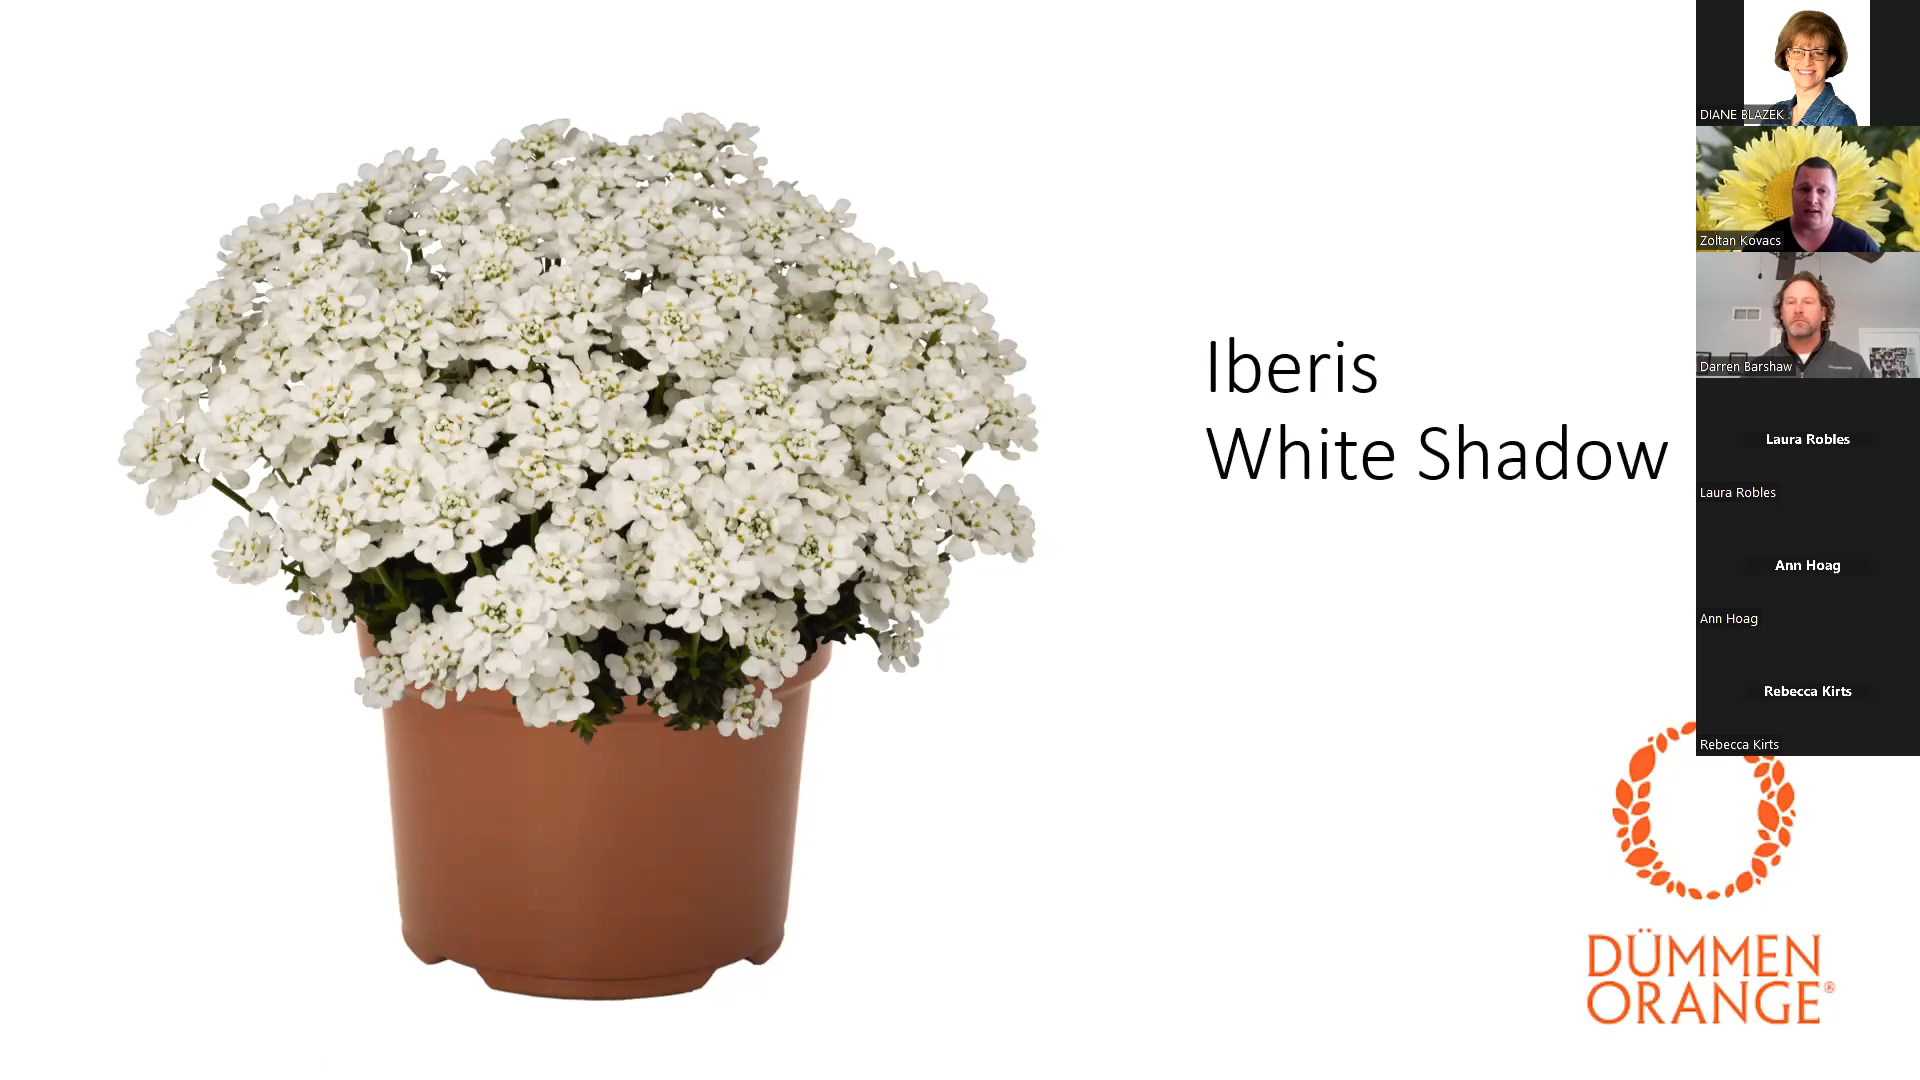 Iberis
White Shadow
DIANE BLAZEK
Zoltan Kovacs
Darren Barshaw
Laura Robles
Laura Robles
Ann Hoag
Ann Hoag
Rebecca Kirts
Rebecca Kirts
DÜMMEN
ORANGE®